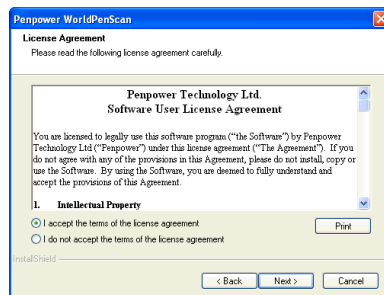 Penpower WorldPenScan
License Agreement
Please read the following license agreement carefully.
Penpower Technology Ltd.
Software User License Agreement
You are licensed to legally use this software program (“the Software”) by Penpower
Technology Ltd (“Penpower”) under this license agreement (“The Agreement”). If you
do not agree with any of the provisions in this Agreement, please do not install, copy or
use the Software. By using the Software, you are deemed to fully understand and
accept the provisions of this Agreement.
1. Intellectual Property
I accept the terms of the license agreement
Print
I do not accept the terms of the license agreement
InstallShield
< Back
Next >
Cancel